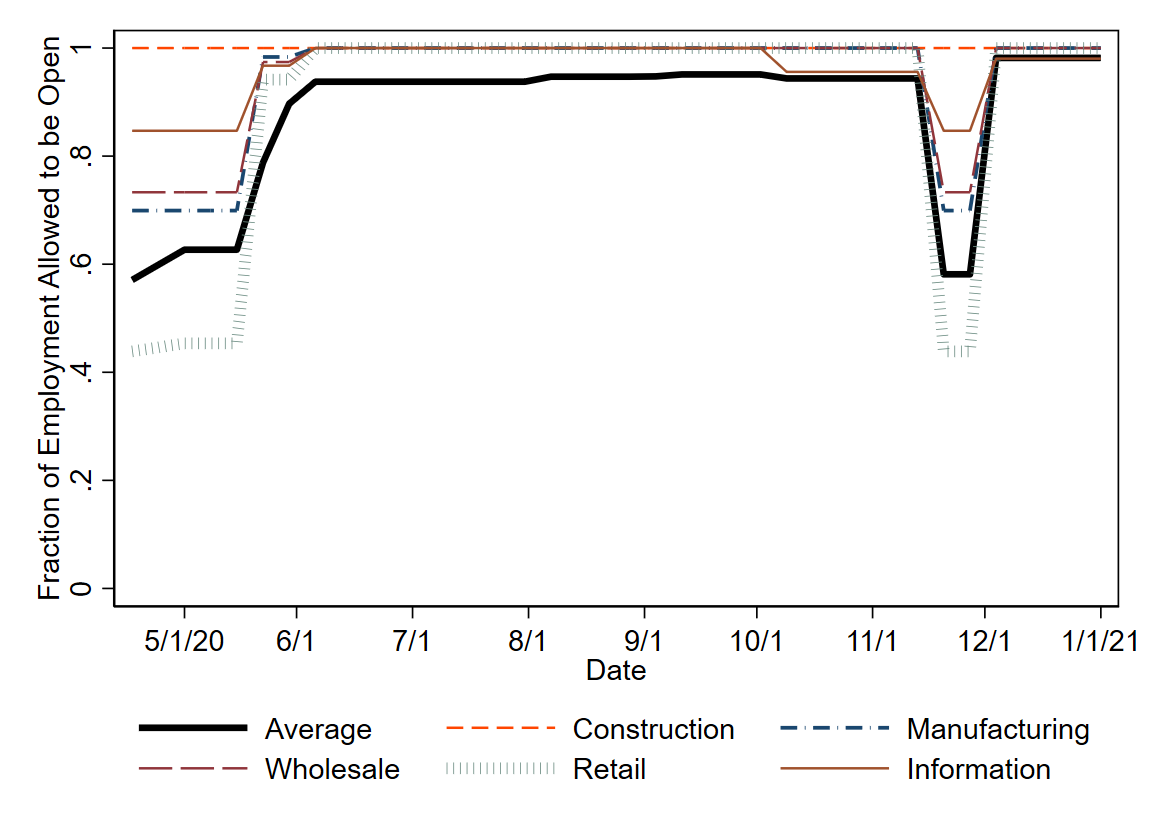 Fraction of Employment Allowed to be Open
1
.8
.6
.4
.2
0
5/1/20 6/1 7/1 8/1 9/1 10/1 11/1 12/1 1/1/21
Date
Average Construction Manufacturing
Wholesale Retail Information